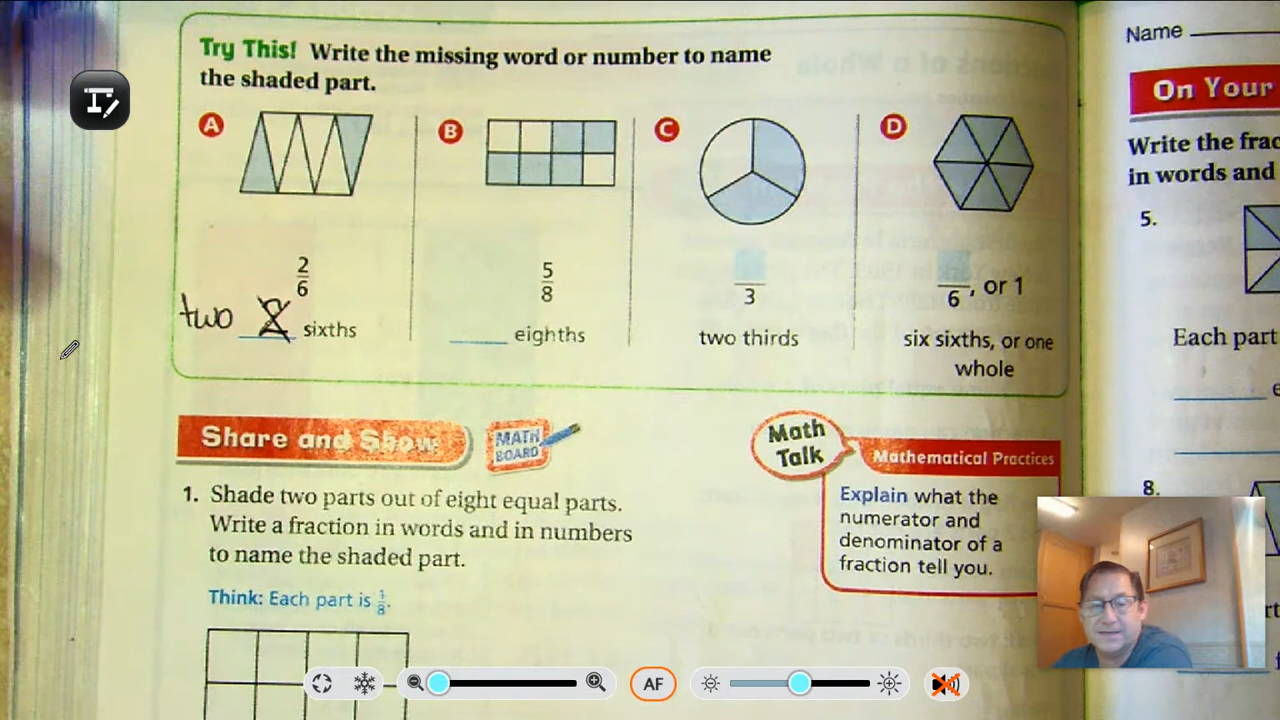 Try This! Write the missing word or number to name
the shaded part.
A
B
C
D
2
6
two sixths
5
8
eighths
3
two thirds
6, or 1
six sixths, or one
whole
Share and Show
MATH
BOARD
Math
Talk
Mathematical Practices
Explain what the
numerator and
denominator of a
fraction tell you.
1. Shade two parts out of eight equal parts.
Write a fraction in words and in numbers
to name the shaded part.
Think: Each part is 1/8.
Name
On Your
Write the frac
in words and
5.
Each part
8.
AF